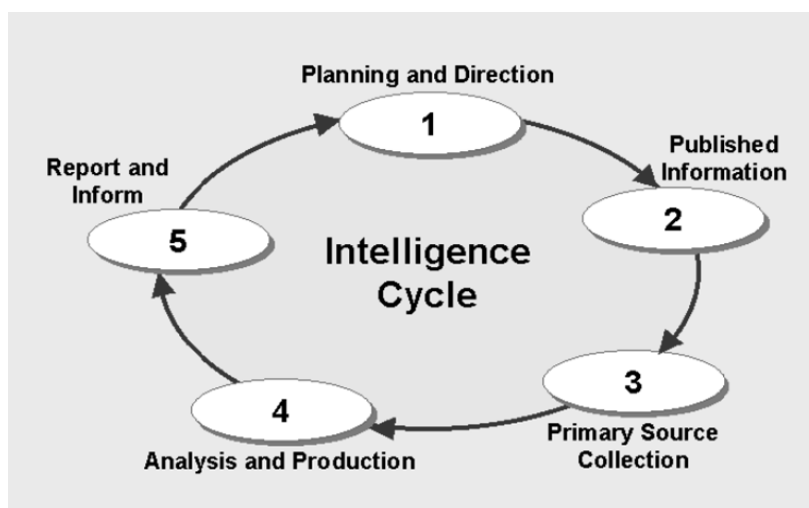 Planning and Direction
1
Published
Information
2
3
Primary Source
Collection
4
Analysis and Production
Report and
Inform
5
Intelligence
Cycle